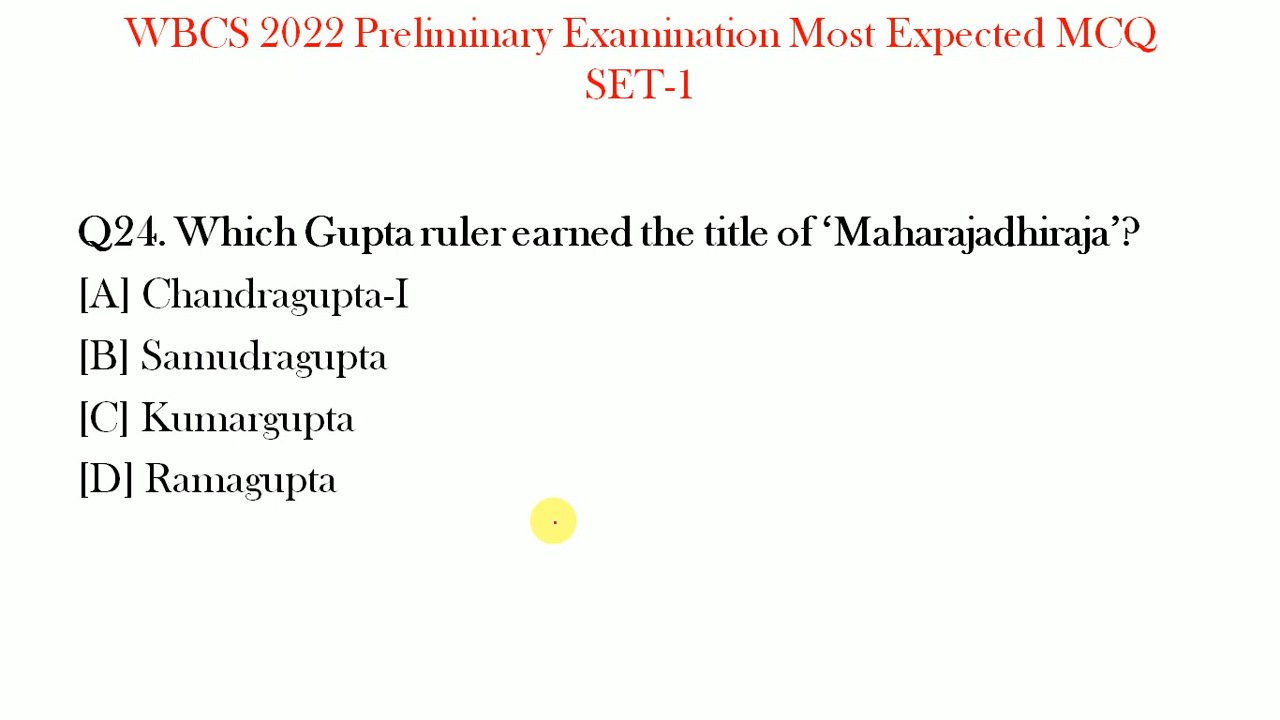 WBCS 2022 Preliminary Examination Most Expected MCQ
SET-1
Q24. Which Gupta ruler earned the title of ‘Maharajadhiraja’?
[A] Chandragupta-I
[B] Samudragupta
[C] Kumargupta
[D] Ramagupta